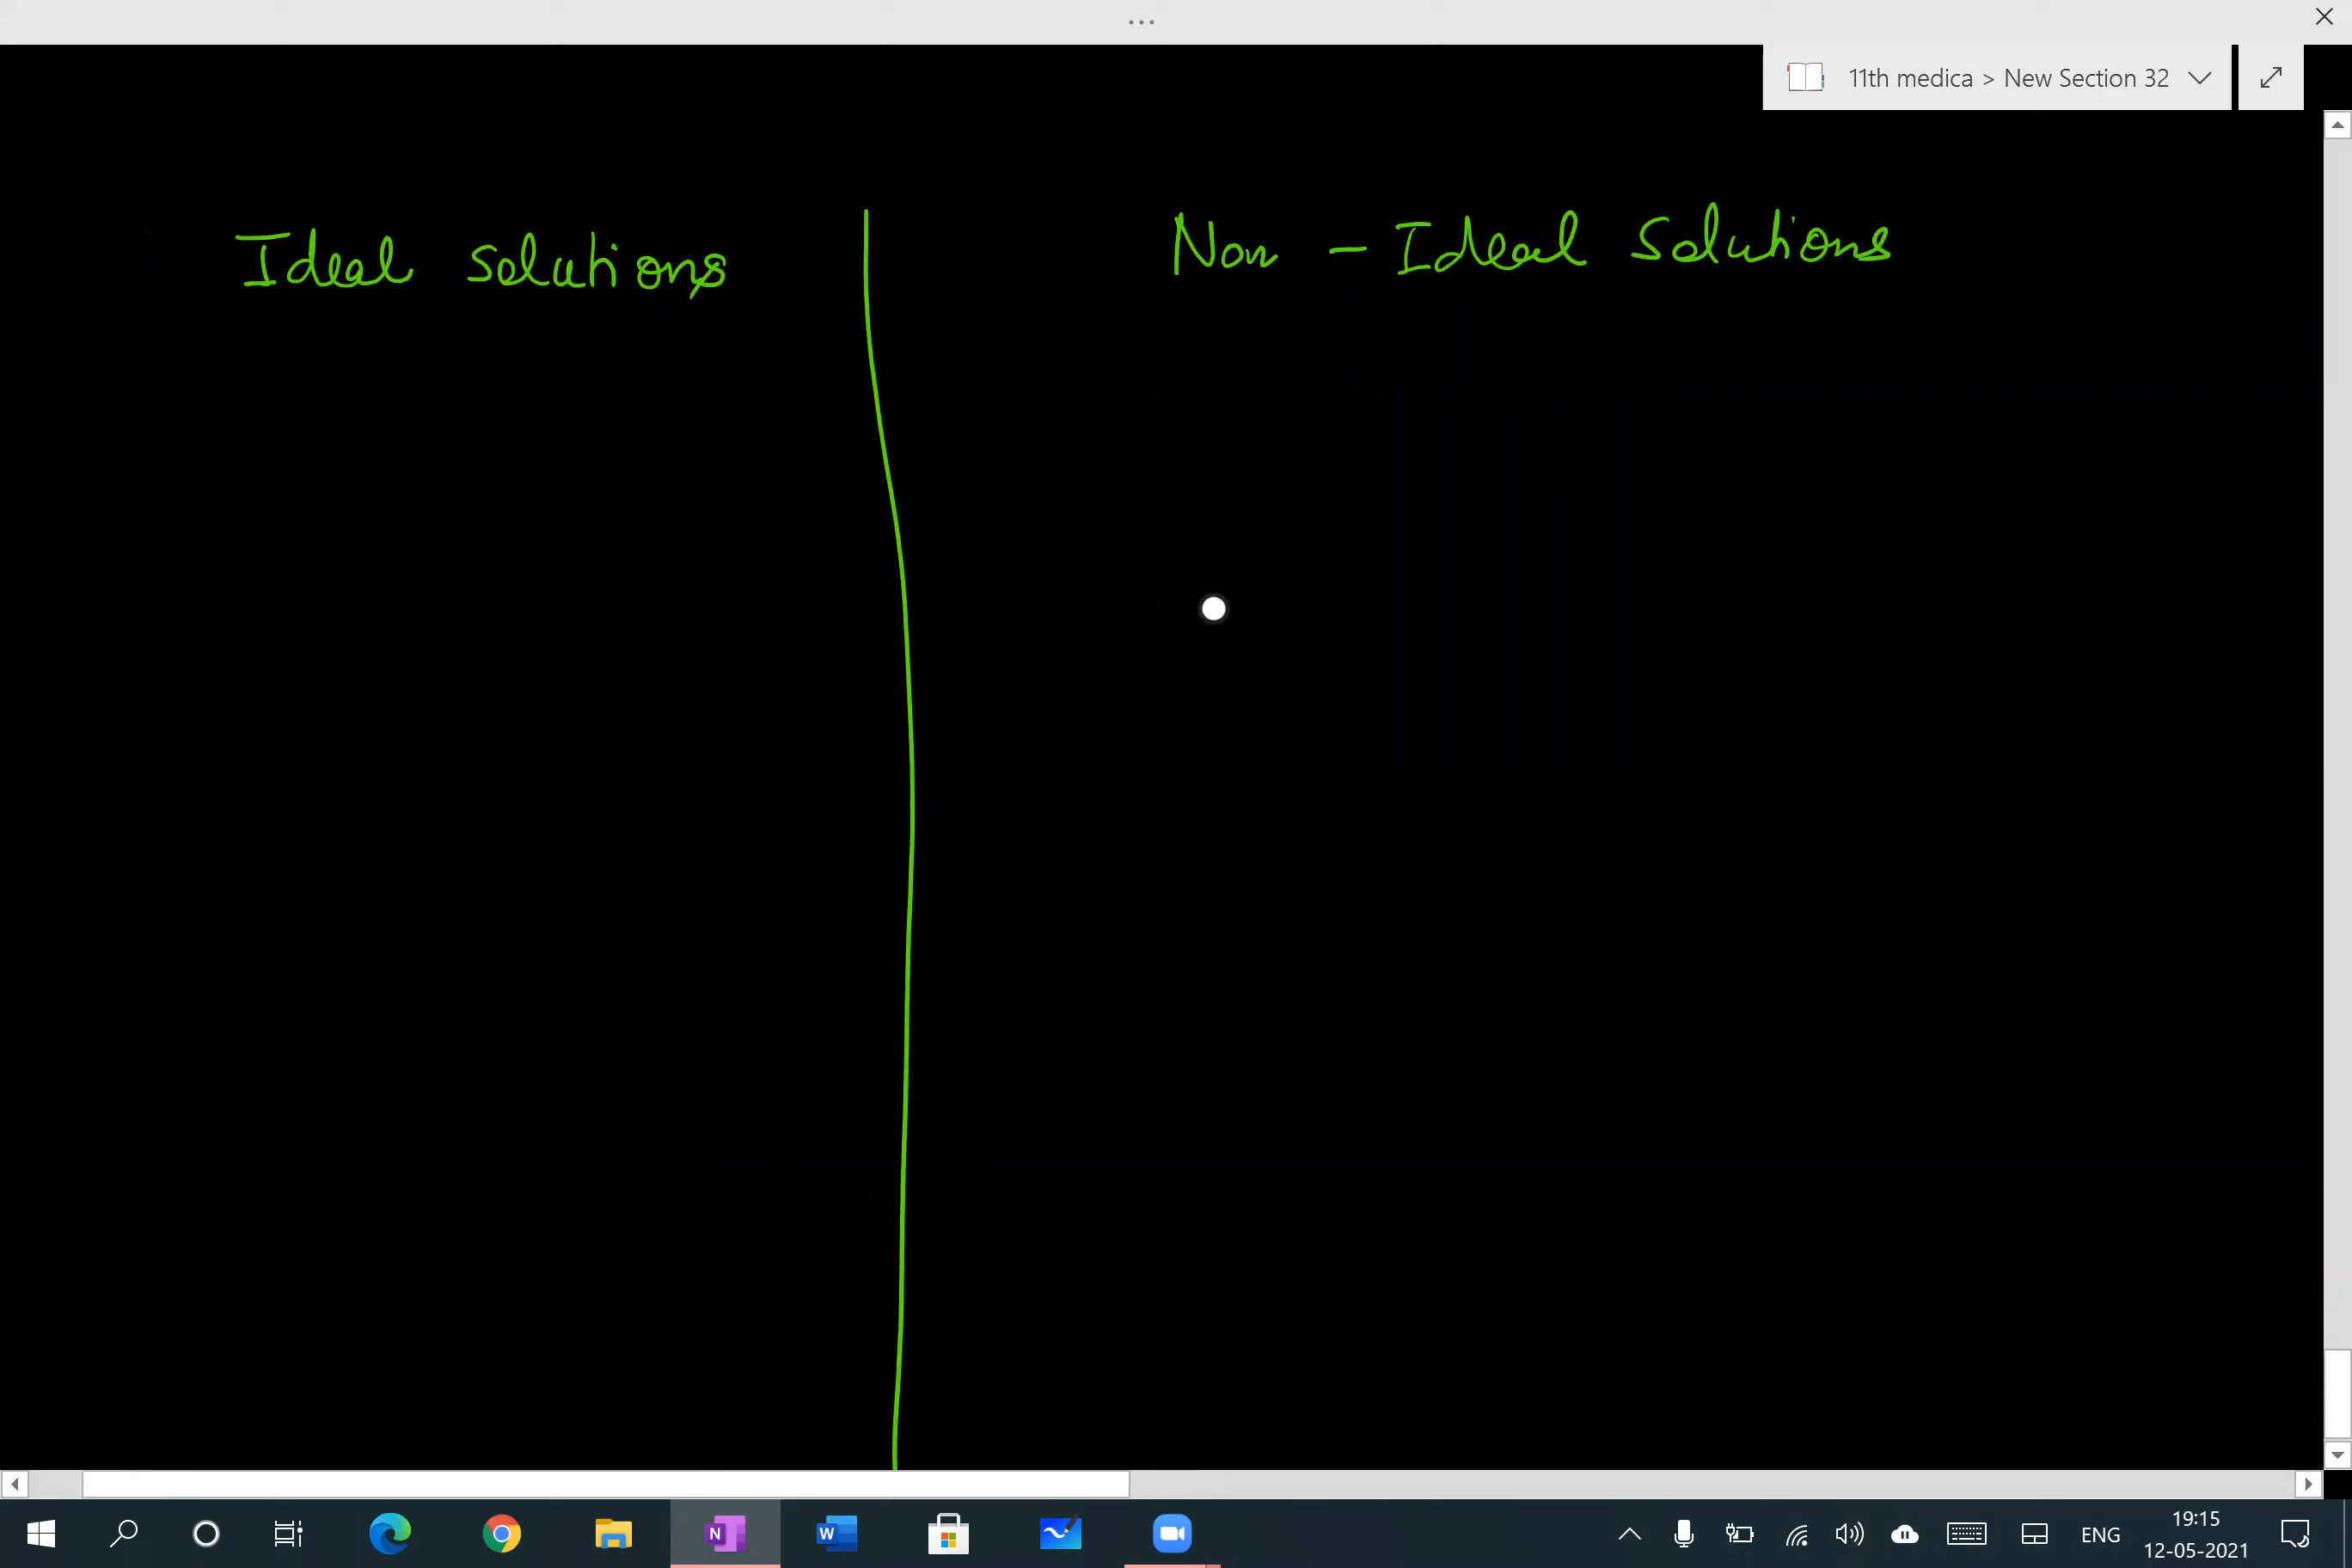 ...
11th medica > New Section 32
Ideal solutions
Non - Ideal Solutions
N
W
ENG
19:15
12-05-2021